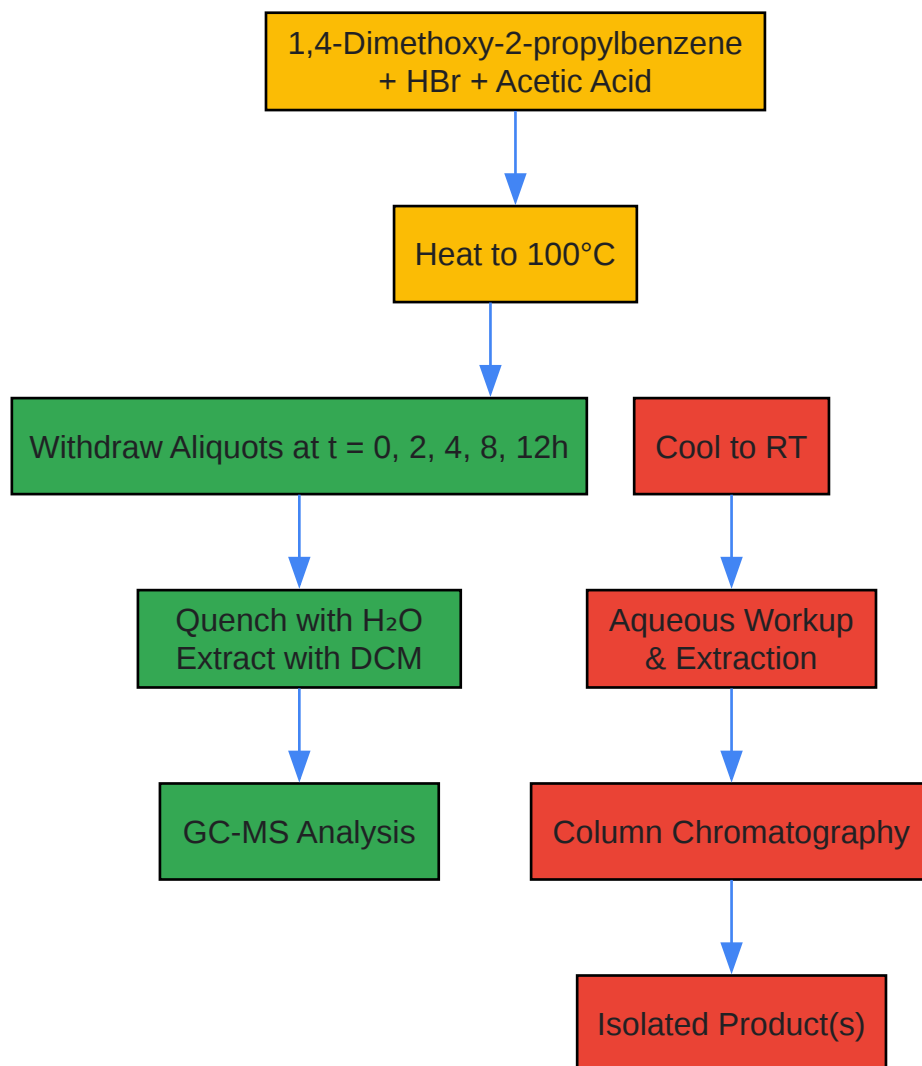 1,4-Dimethoxy-2-propylbenzene
+ HBr + Acetic Acid
Heat to 100°C
Withdraw Aliquots at t = 0, 2, 4, 8, 12h
Cool to RT
Quench with H₂O
Extract with DCM
Aqueous Workup
& Extraction
GC-MS Analysis
Column Chromatography
Isolated Product(s)